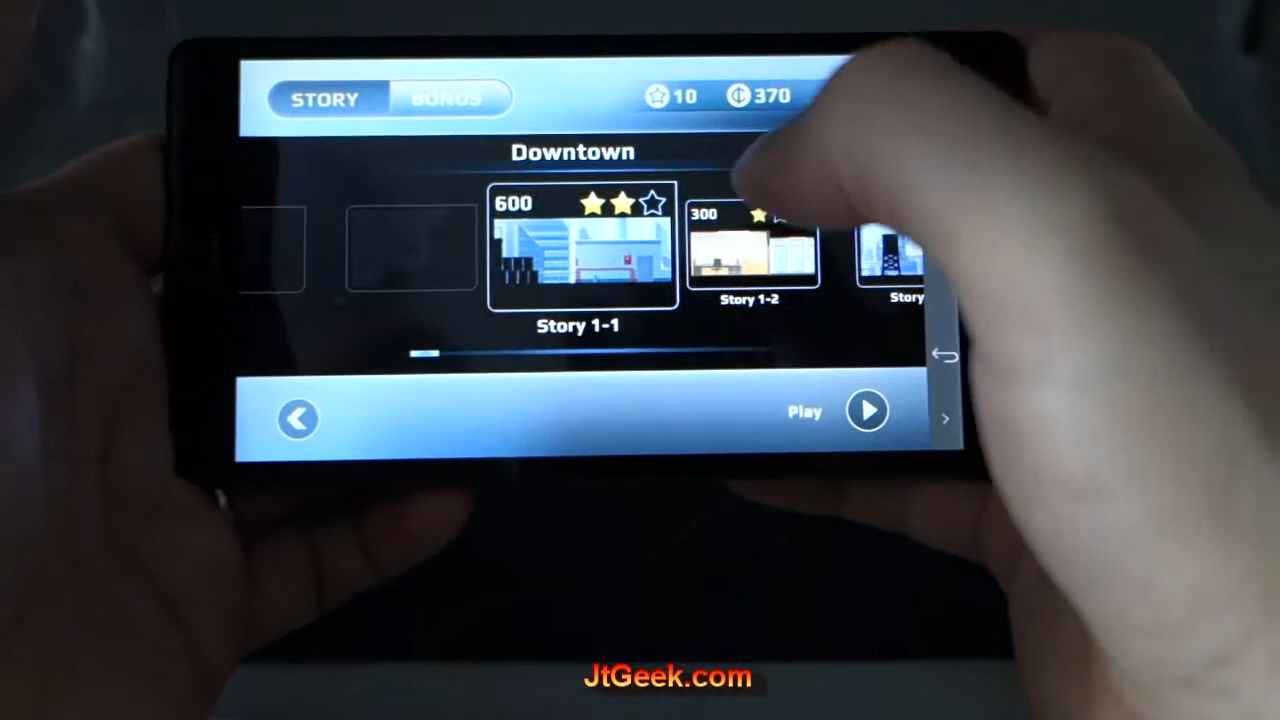 STORY BONUS 10 370
Downtown
600
300
Story 1-1
Story 1-2
Story
Play
JtGeek.com